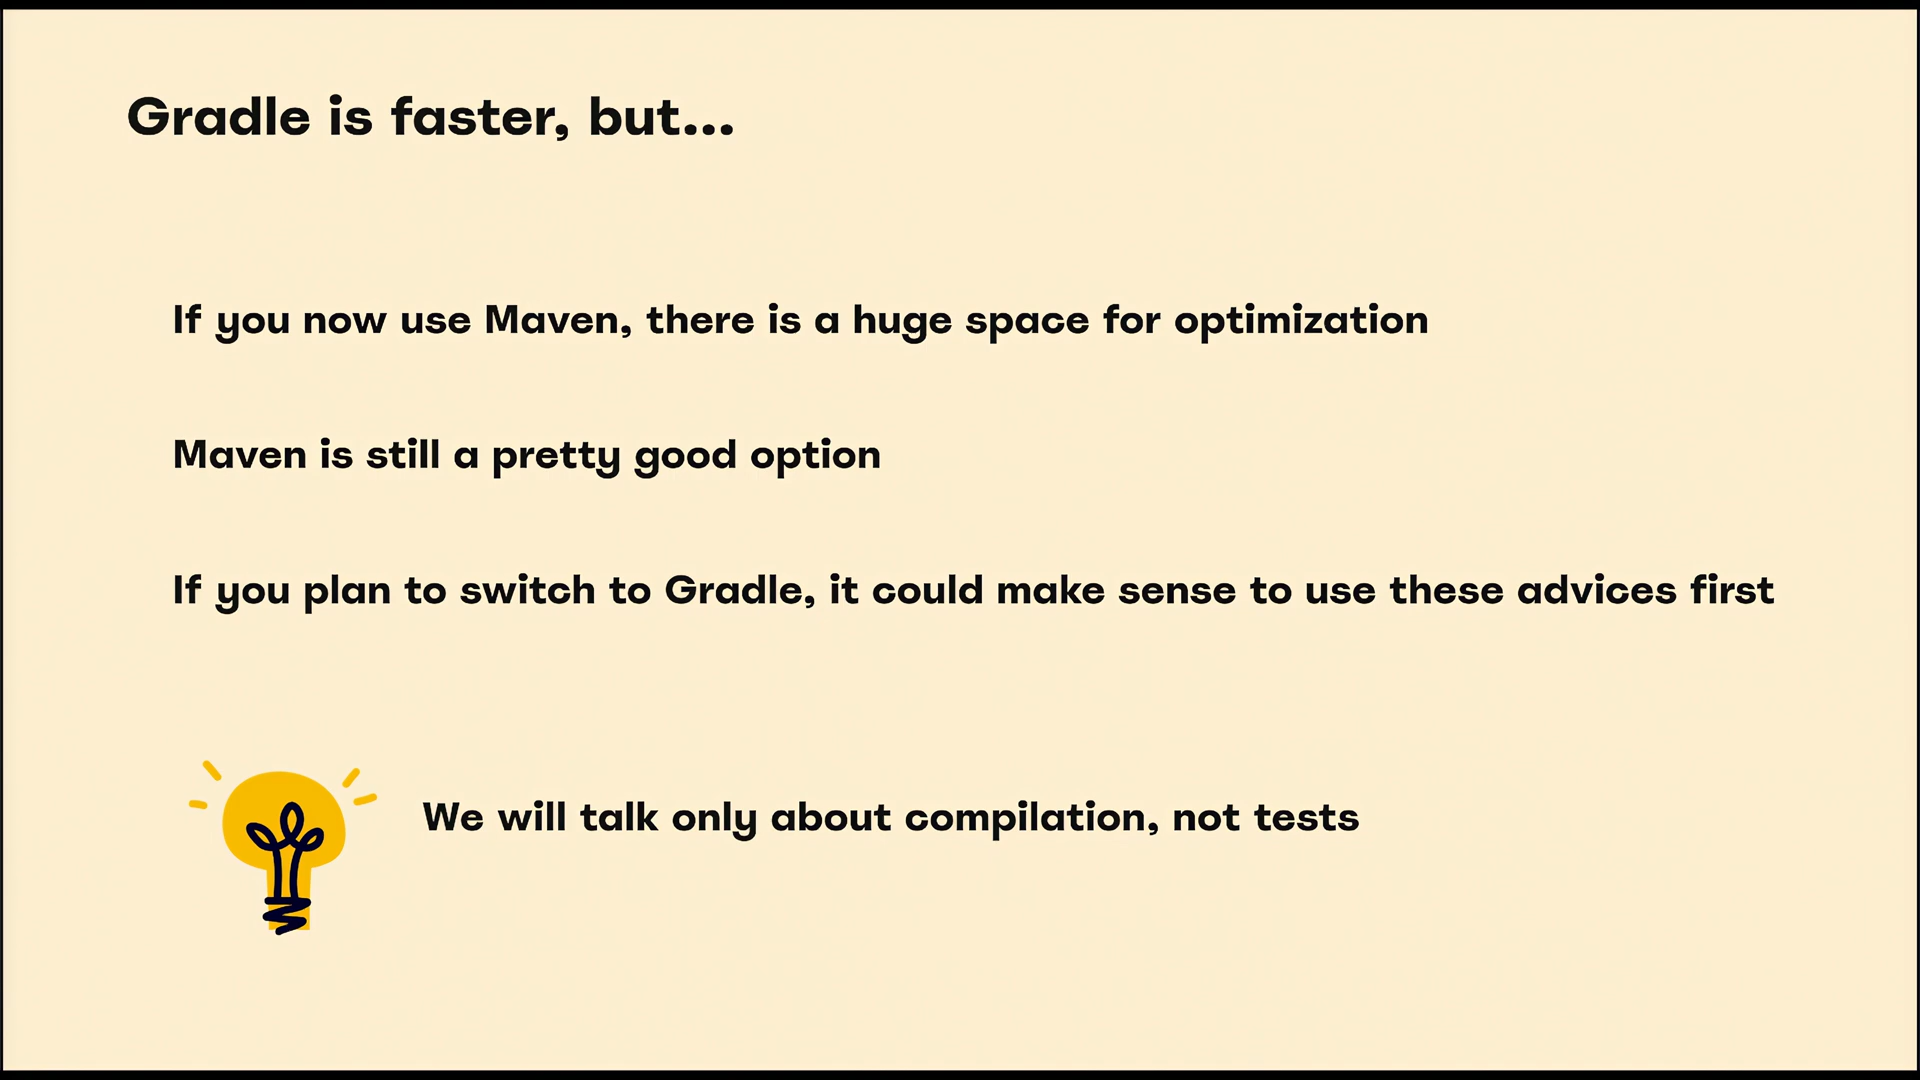 Gradle is faster, but...
If you now use Maven, there is a huge space for optimization
Maven is still a pretty good option
If you plan to switch to Gradle, it could make sense to use these advices first
We will talk only about compilation, not tests